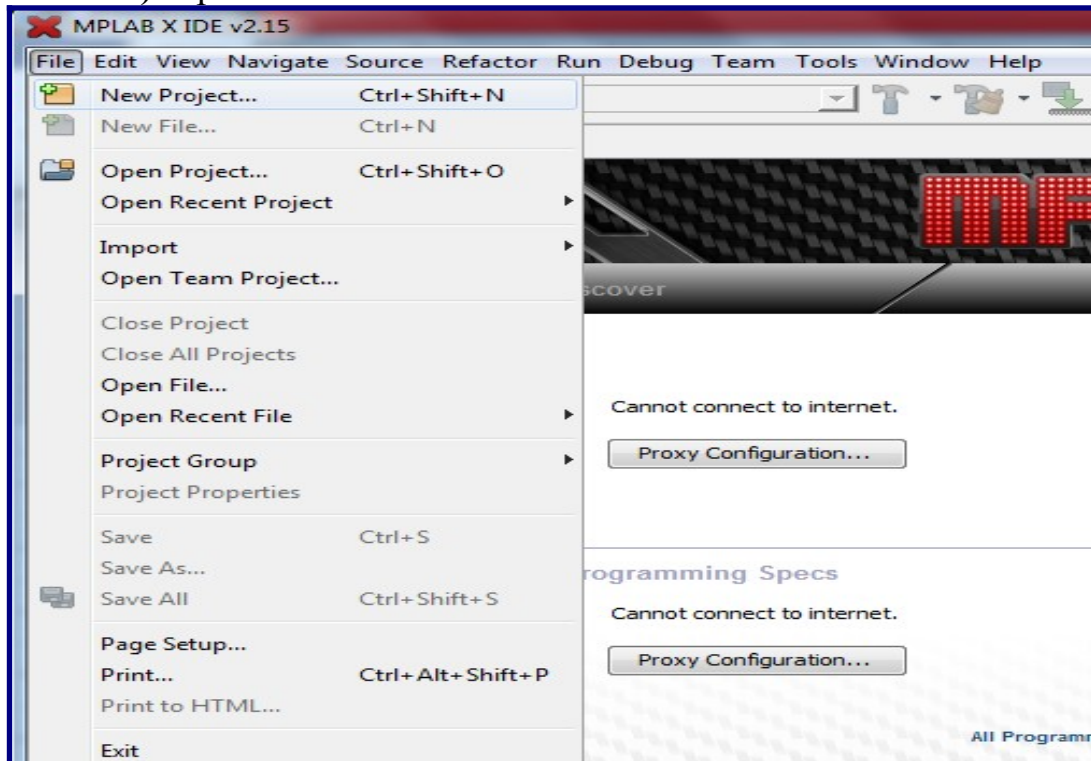 MPLAB X IDE v2.15
File Edit View Navigate Source Refactor Run Debug Team Tools Window Help
New Project... Ctrl+Shift+N
New File... Ctrl+N
Open Project... Ctrl+Shift+O
Open Recent Project
Import
Open Team Project...
scover
Close Project
Close All Projects
Open File...
Open Recent File
Cannot connect to internet.
Project Group
Proxy Configuration...
Project Properties
Save Ctrl+S
Save As...
rogramming Specs
Save All Ctrl+Shift+S
Cannot connect to internet.
Page Setup...
Proxy Configuration...
Print... Ctrl+Alt+Shift+P
Print to HTML...
All Programm
Exit